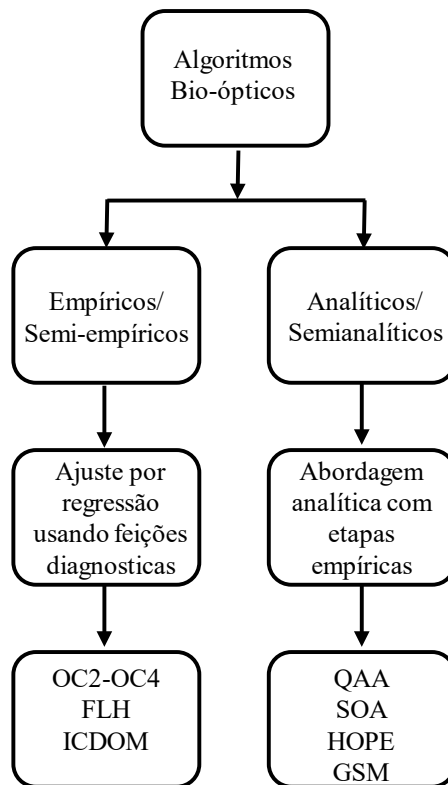 Algoritmos
Bio-ópticos
Empíricos/
Semi-empíricos
Analíticos/
Semianalíticos
Ajuste por
regressão
usando feições
diagnosticas
Abordagem
analítica com
etapas
empíricas
OC2-OC4
FLH
ICDOM
QAA
SOA
HOPE
GSM